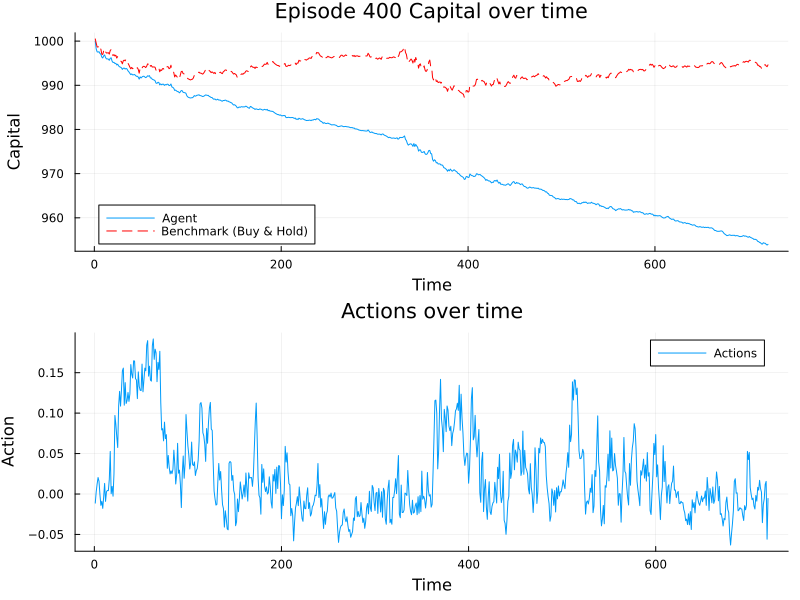 Episode 400 Capital over time
1000
990
980
970
960
Capital
Agent
Benchmark (Buy & Hold)
0
200
400
600
Time
Actions over time
0.15
0.10
0.05
0.00
−0.05
Action
Actions
0
200
400
600
Time